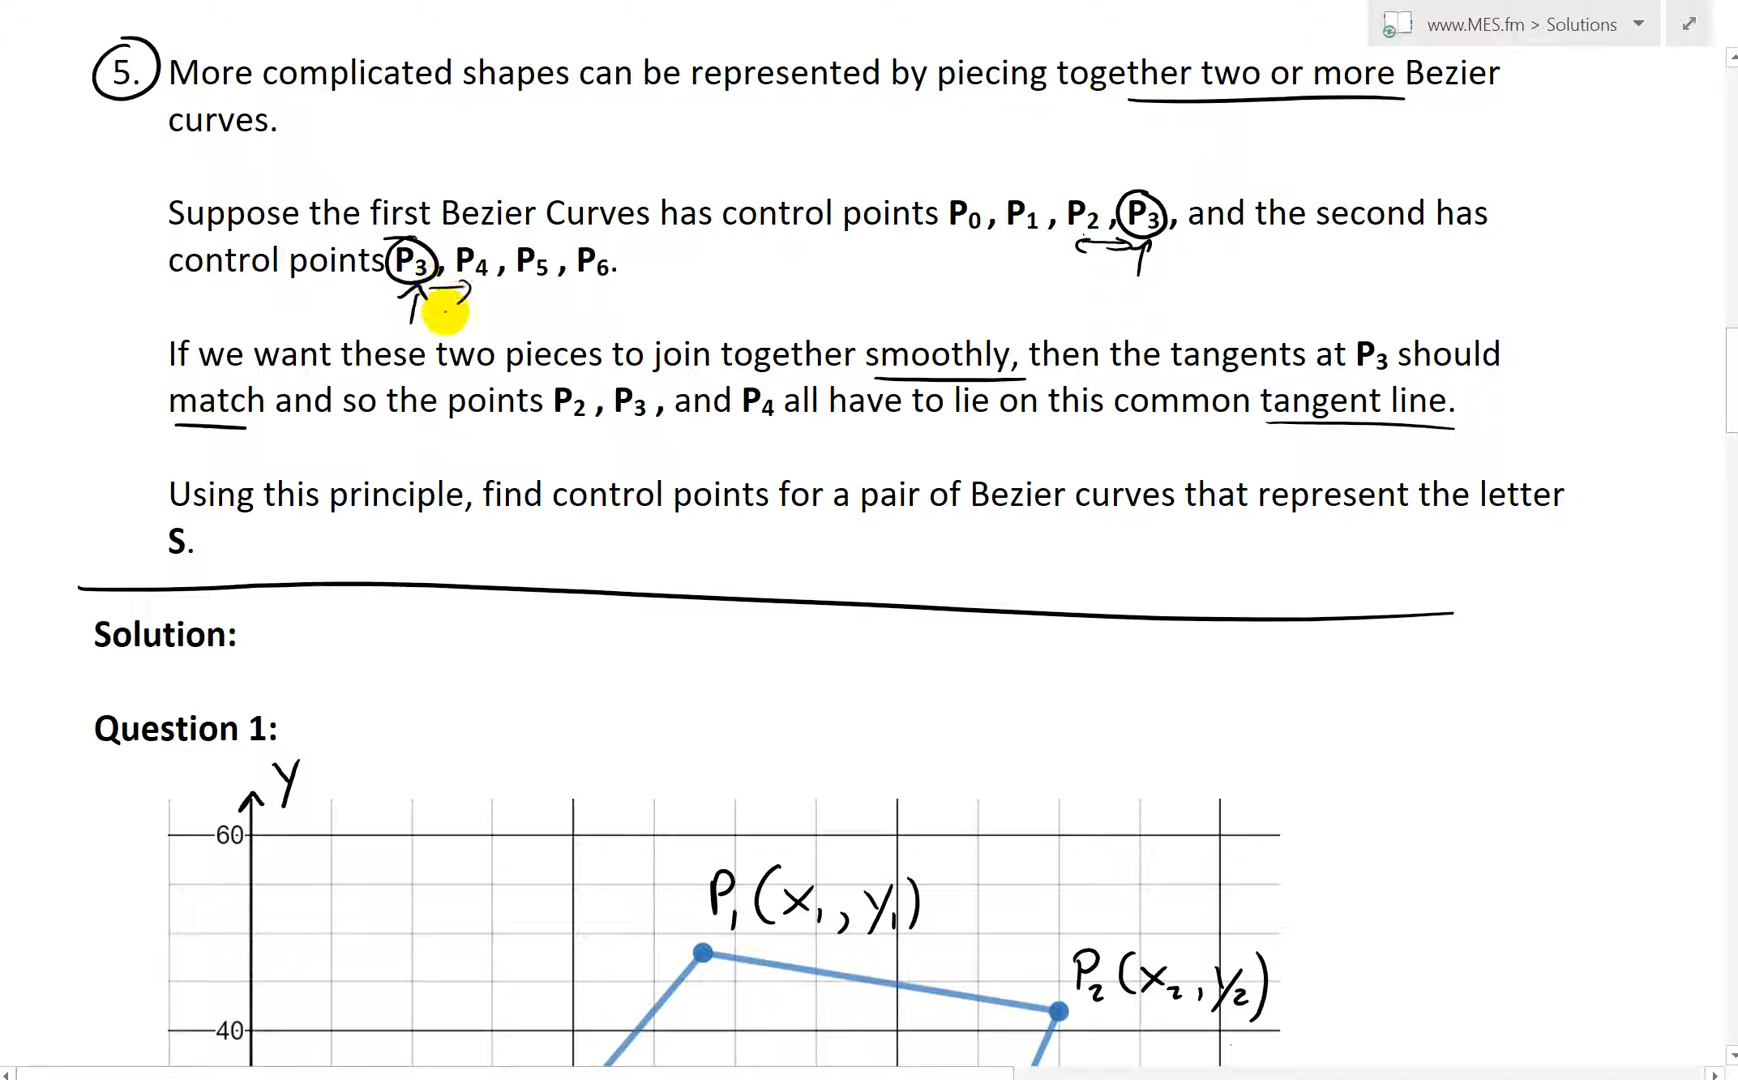 www.MES.fm > Solutions
5. More complicated shapes can be represented by piecing together two or more Bezier
curves.
Suppose the first Bezier Curves has control points P₀ , P₁ , P₂ , P₃, and the second has
control points P₃, P₄ , P₅ , P₆.
If we want these two pieces to join together smoothly, then the tangents at P₃ should
match and so the points P₂ , P₃ , and P₄ all have to lie on this common tangent line.
Using this principle, find control points for a pair of Bezier curves that represent the letter
S.
Solution:
Question 1:
Y
60
P₁ (x₁, y₁)
P₂ (x₂, y₂)
40